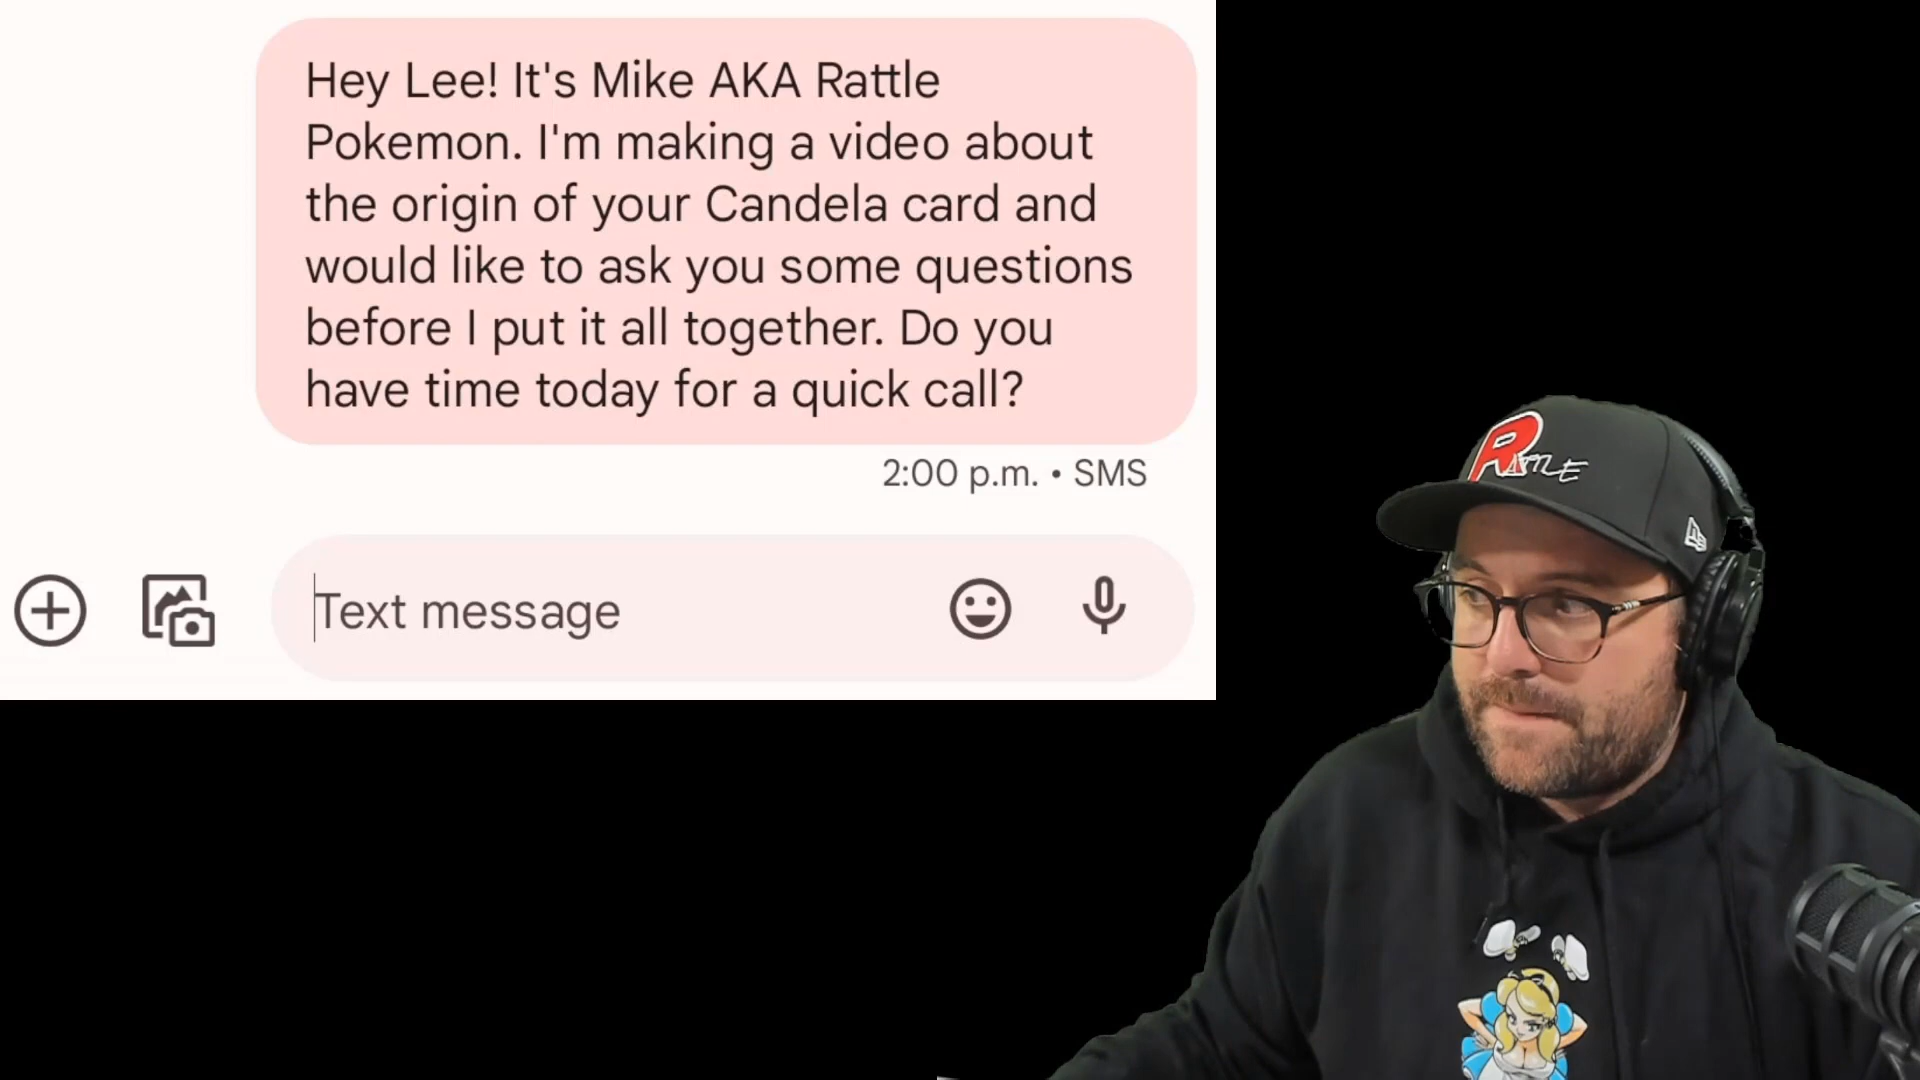 Hey Lee! It's Mike AKA Rattle
Pokemon. I'm making a video about
the origin of your Candela card and
would like to ask you some questions
before I put it all together. Do you
have time today for a quick call?
2:00 p.m. • SMS
Text message
RATTLE